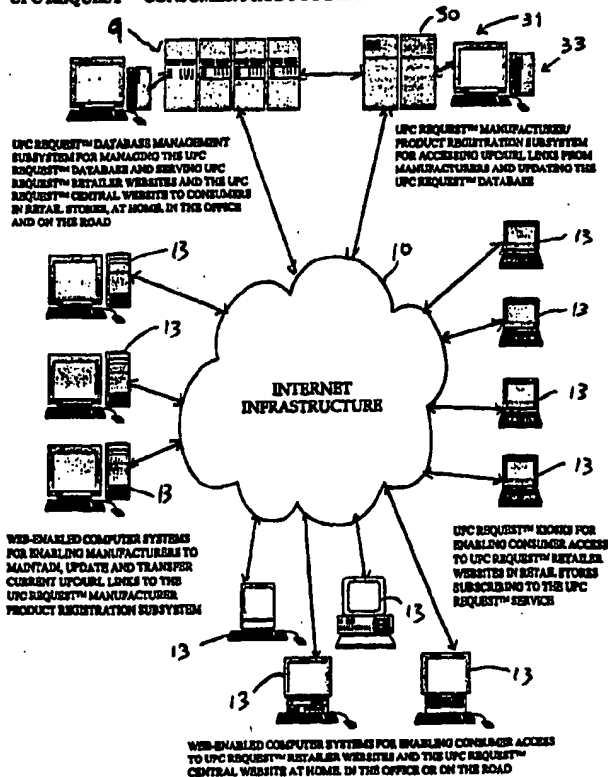 UPC REQUEST™ CONSUMER PRODUCT
9
30
31
33
UPC REQUEST™ DATABASE MANAGEMENT
SUBSYSTEM FOR MANAGING THE UPC
REQUEST™ DATABASE AND SERVING UPC
REQUEST™ RETAILER WEBSITES AND THE UPC
REQUEST™ CENTRAL WEBSITE TO CONSUMERS
IN RETAIL STORES, AT HOME, IN THE OFFICE
AND ON THE ROAD
UPC REQUEST™ MANUFACTURER/
PRODUCT REGISTRATION SUBSYSTEM
FOR ACCESSING UPC/URL LINKS FROM
MANUFACTURERS AND UPDATING THE
UPC REQUEST™ DATABASE
10
13
13
13
13
13
13
13
INTERNET
INFRASTRUCTURE
WEB-ENABLED COMPUTER SYSTEMS
FOR ENABLING MANUFACTURERS TO
MAINTAIN, UPDATE AND TRANSFER
CURRENT UPC/URL LINKS TO THE
UPC REQUEST™ MANUFACTURER
PRODUCT REGISTRATION SUBSYSTEM
UPC REQUEST™ KIOSKS FOR
ENABLING CONSUMER ACCESS
TO UPC REQUEST™ RETAILER
WEBSITES IN RETAIL STORES
SUBSCRIBING TO THE UPC
REQUEST™ SERVICE
13
13
13
13
WEB-ENABLED COMPUTER SYSTEMS FOR ENABLING CONSUMER ACCESS
TO UPC REQUEST™ RETAILER WEBSITES AND THE UPC REQUEST™
CENTRAL WEBSITE AT HOME, IN THE OFFICE OR ON THE ROAD